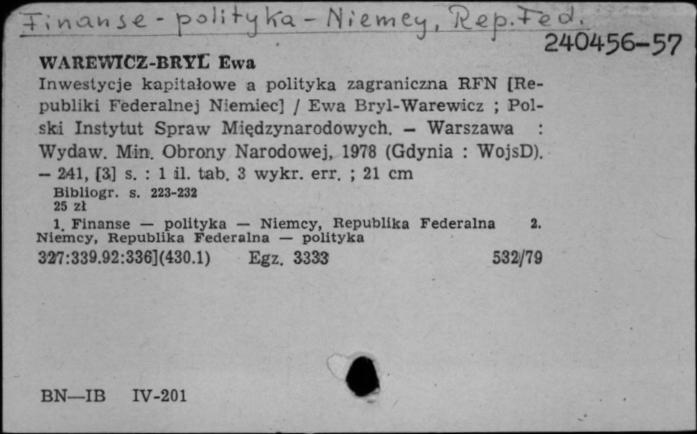 Finanse - polityka - Niemcy, Rep. Fed.
240456-57
WAREWICZ-BRYL Ewa
Inwestycje kapitałowe a polityka zagraniczna RFN [Re-
publiki Federalnej Niemiec] / Ewa Bryl-Warewicz ; Pol-
ski Instytut Spraw Międzynarodowych. — Warszawa :
Wydaw. Min. Obrony Narodowej, 1978 (Gdynia : WojsD).
— 241, [3] s. : 1 il. tab. 3 wykr. err. ; 21 cm
Bibliogr. s. 223-232
25 zł
1. Finanse — polityka — Niemcy, Republika Federalna 2.
Niemcy, Republika Federalna — polityka
327:339.92:336](430.1) Egz. 3333 532/79
BN—IB IV-201